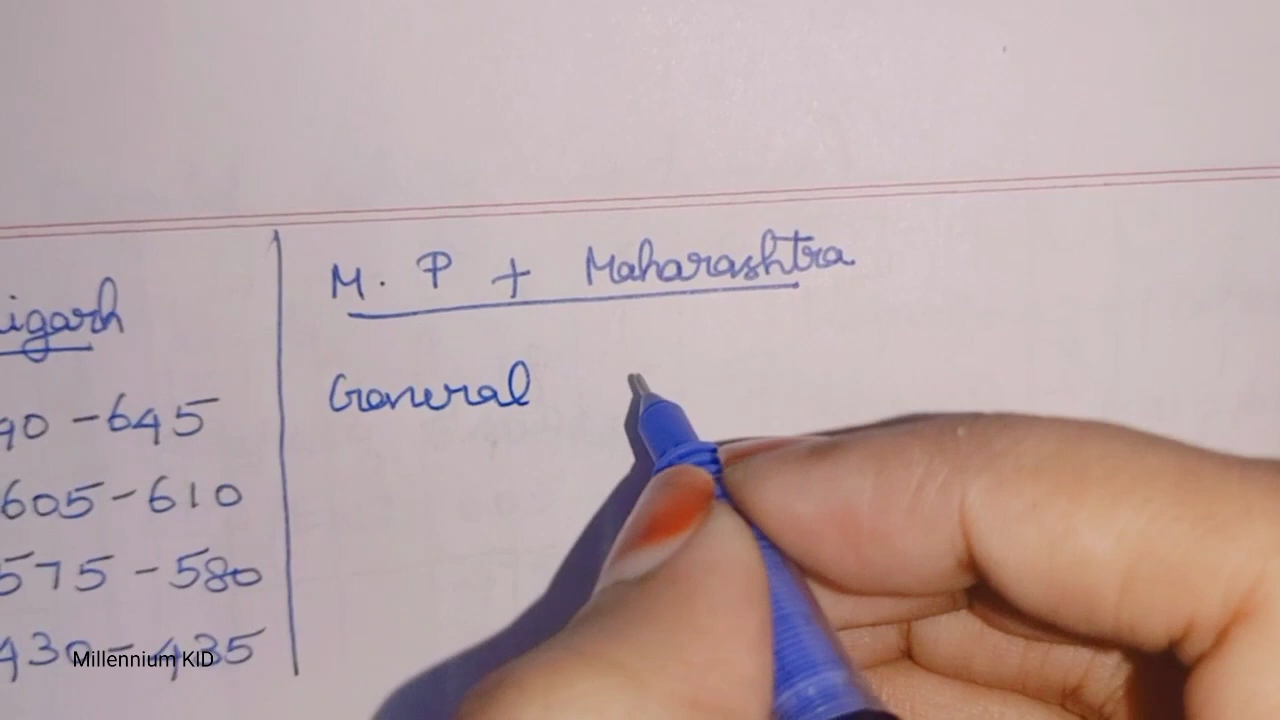 igarh
90 - 645
605 - 610
575 - 580
430 - 435
M. P + Maharashtra
General
Millennium KID